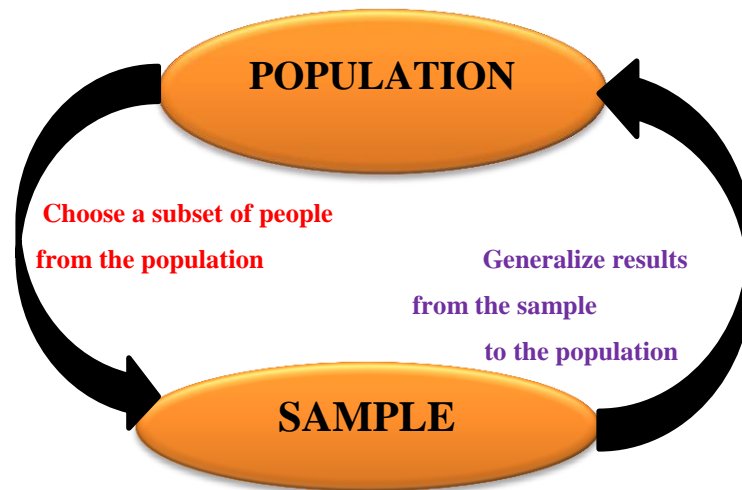 POPULATION
Choose a subset of people
from the population
Generalize results
from the sample
to the population
SAMPLE